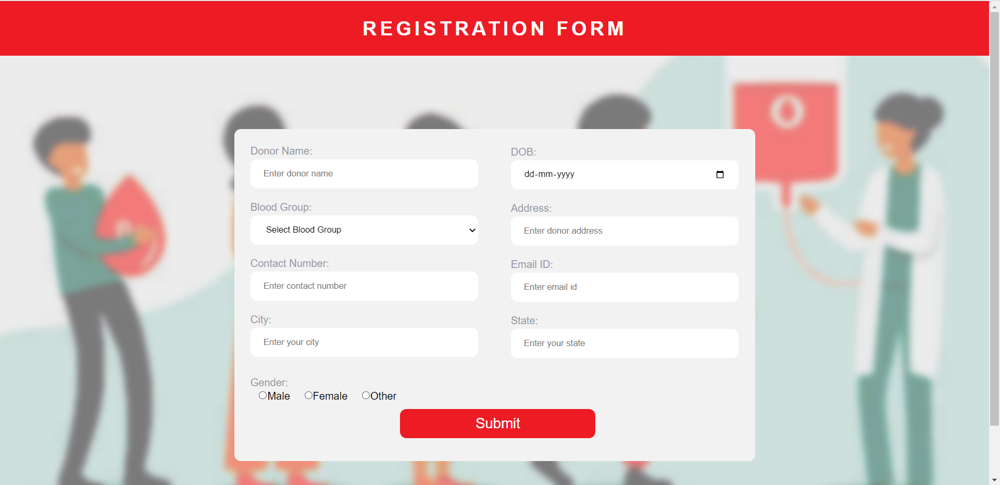 REGISTRATION FORM
Donor Name:
Enter donor name
DOB:
dd-mm-yyyy
Blood Group:
Select Blood Group
Address:
Enter donor address
Contact Number:
Enter contact number
Email ID:
Enter email id
City:
Enter your city
State:
Enter your state
Gender:
Male Female Other
Submit